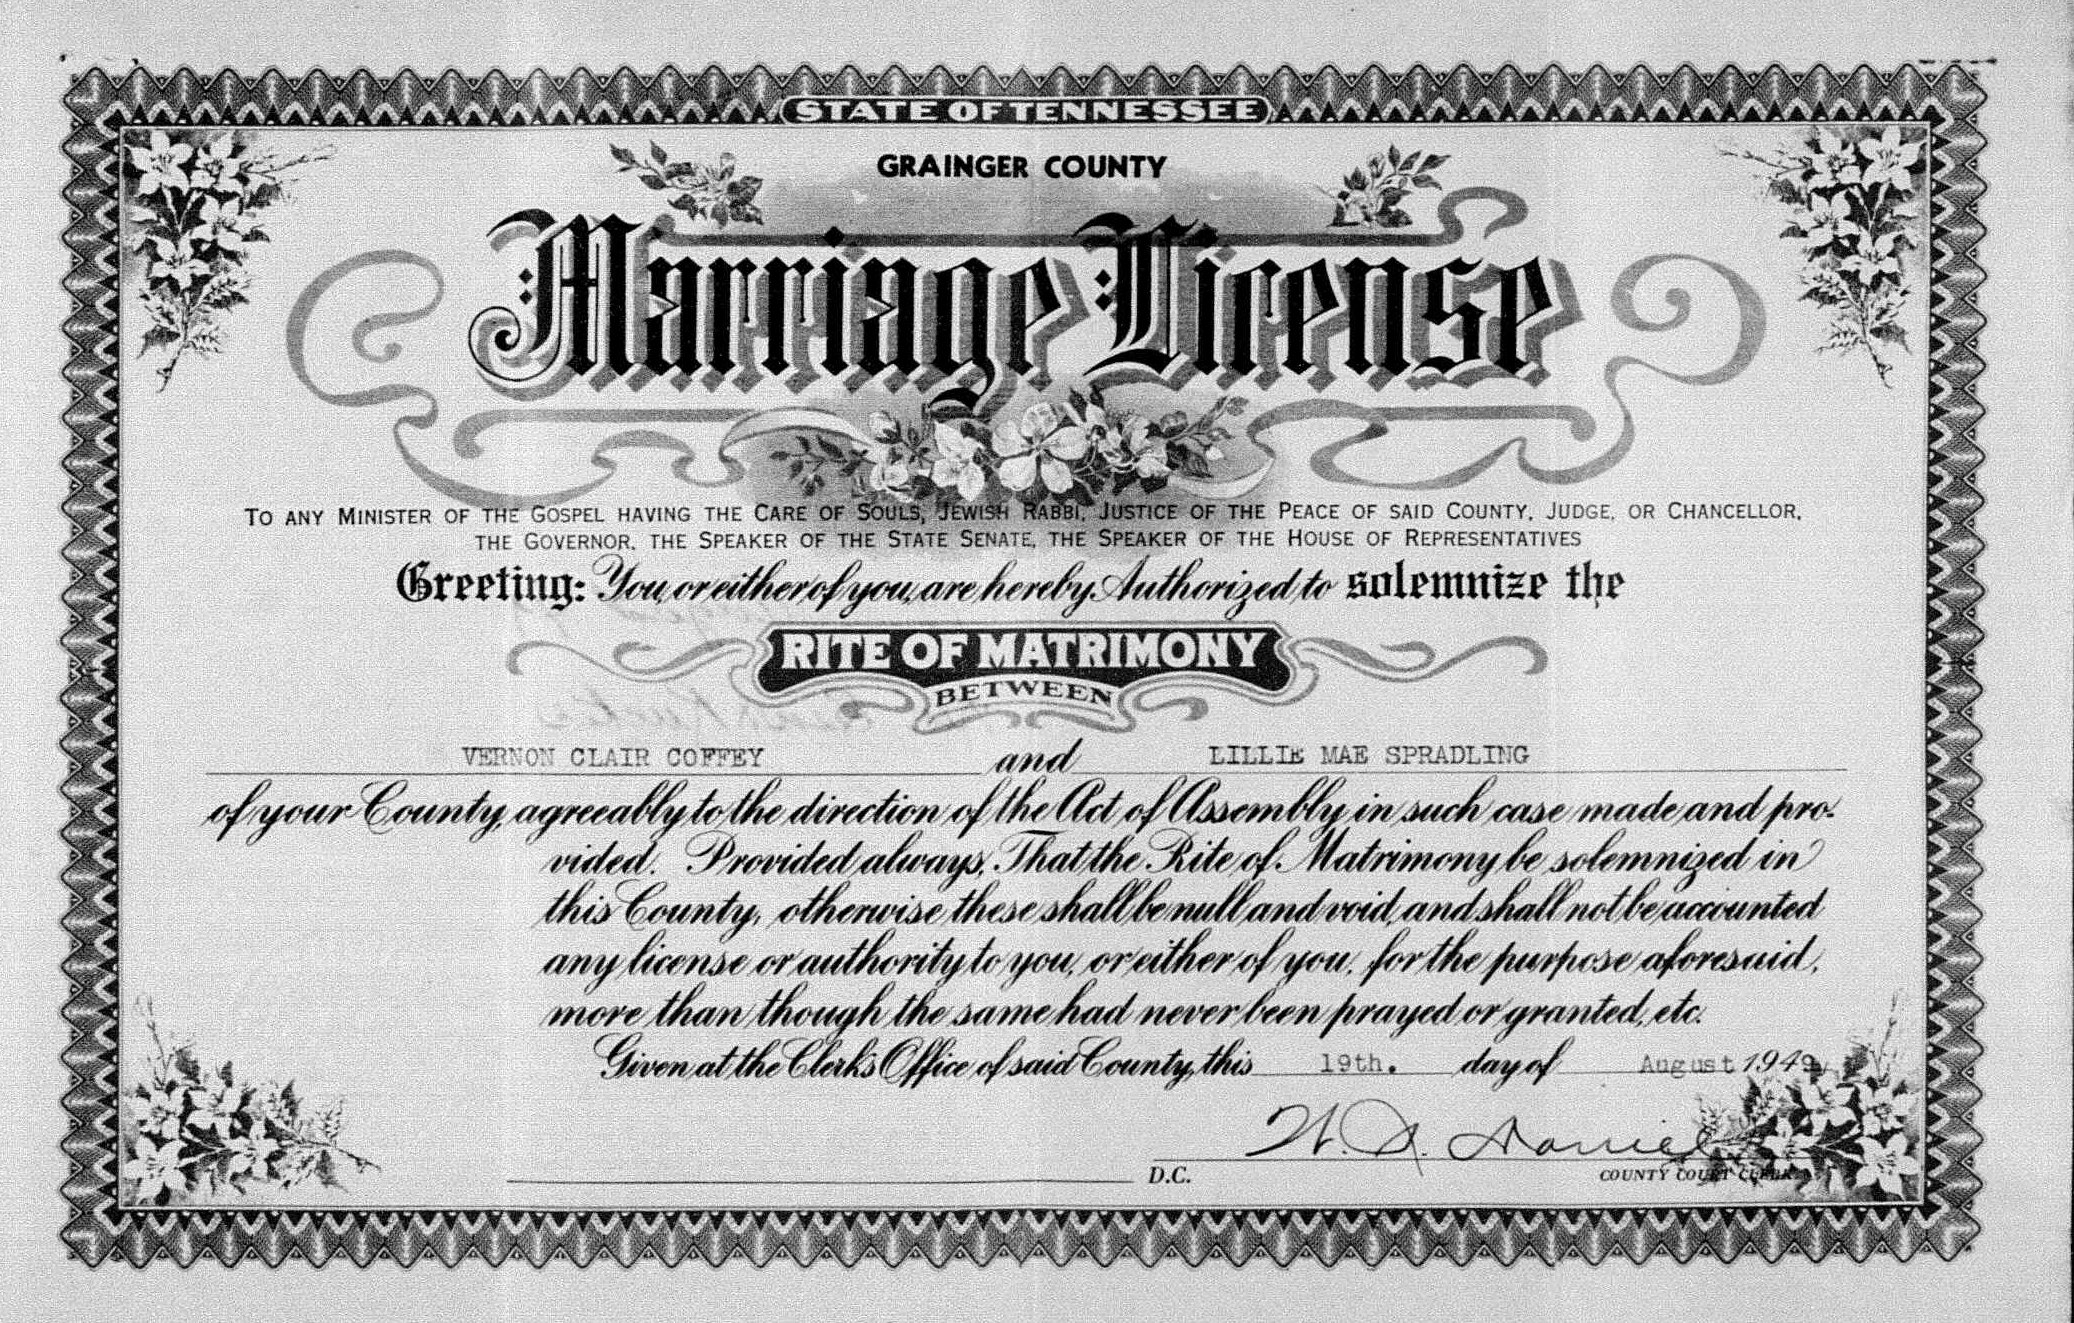 STATE OF TENNESSEE
GRAINGER COUNTY
Marriage License
TO ANY MINISTER OF THE GOSPEL HAVING THE CARE OF SOULS, JEWISH RABBI, JUSTICE OF THE PEACE OF SAID COUNTY, JUDGE, OR CHANCELLOR,
THE GOVERNOR, THE SPEAKER OF THE STATE SENATE, THE SPEAKER OF THE HOUSE OF REPRESENTATIVES
Greeting: You, or either of you, are hereby Authorized to solemnize the
RITE OF MATRIMONY
BETWEEN
VERNON CLAIR COFFEY and LILLIE MAE SPRADLING
of your County, agreeably to the direction of the Act of Assembly in such case made and pro-
vided. Provided always, That the Rite of Matrimony be solemnized in
this County, otherwise these shall be null and void, and shall not be accounted
any license or authority to you, or either of you, for the purpose aforesaid,
more than though the same had never been prayed or granted, etc.
Given at the Clerk's Office of said County, this 19th. day of August 1949,
Daniel
D.C. COUNTY COURT CLERK